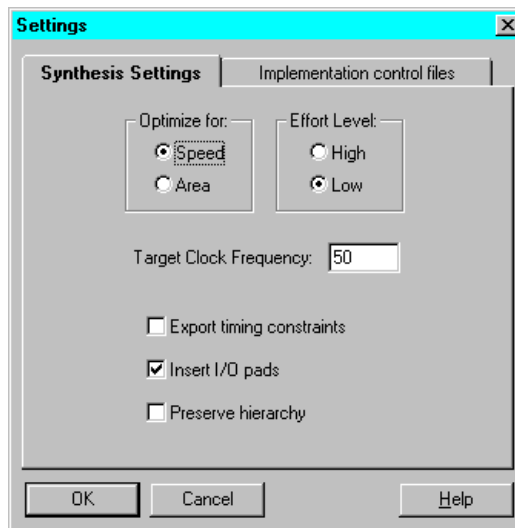 Settings
Synthesis Settings
Implementation control files
Optimize for:
Effort Level:
Speed
High
Area
Low
Target Clock Frequency: 50
Export timing constraints
Insert I/O pads
Preserve hierarchy
OK
Cancel
Help